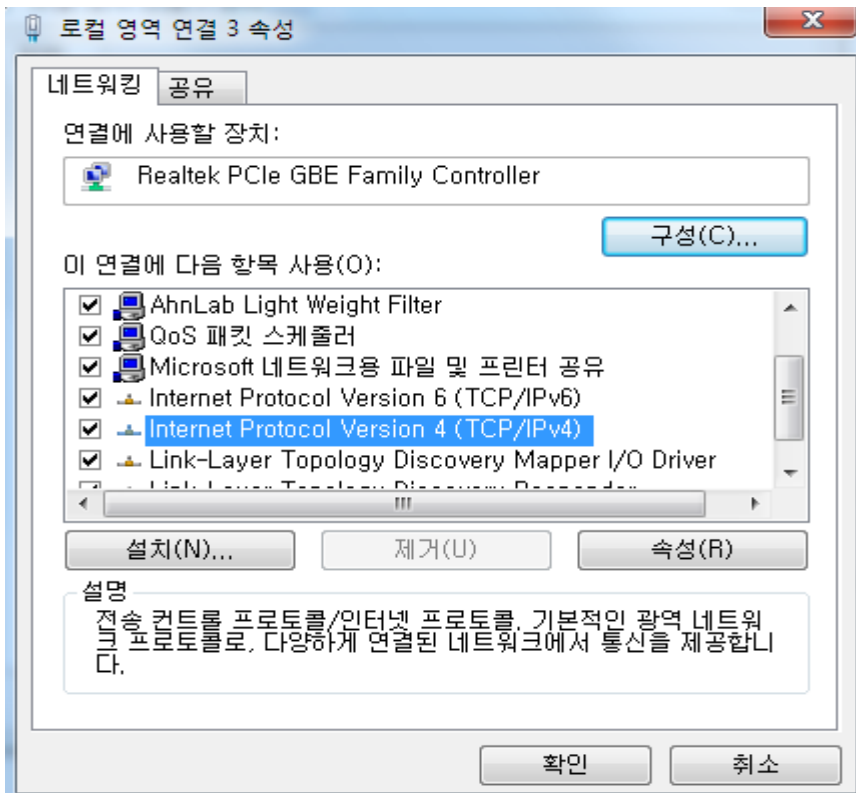 로컬 영역 연결 3 속성
네트워킹
공유
연결에 사용할 장치:
Realtek PCIe GBE Family Controller
구성(C)...
이 연결에 다음 항목 사용(O):
AhnLab Light Weight Filter
QoS 패킷 스케줄러
Microsoft 네트워크용 파일 및 프린터 공유
Internet Protocol Version 6 (TCP/IPv6)
Internet Protocol Version 4 (TCP/IPv4)
Link-Layer Topology Discovery Mapper I/O Driver
Link-Layer Topology Discovery Responder
설치(N)...
제거(U)
속성(R)
설명
전송 컨트롤 프로토콜/인터넷 프로토콜. 기본적인 광역 네트워
크 프로토콜로, 다양하게 연결된 네트워크에서 통신을 제공합니
다.
확인
취소